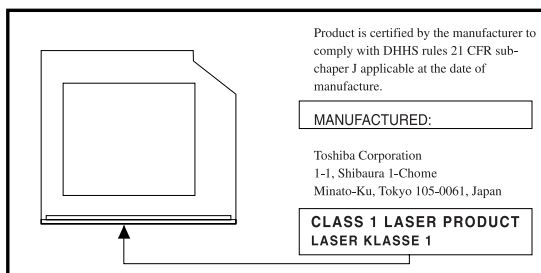 Product is certified by the manufacturer to
comply with DHHS rules 21 CFR sub-
chaper J applicable at the date of
manufacture.
MANUFACTURED:
Toshiba Corporation
1-1, Shibaura 1-Chome
Minato-Ku, Tokyo 105-0061, Japan
CLASS 1 LASER PRODUCT
LASER KLASSE 1